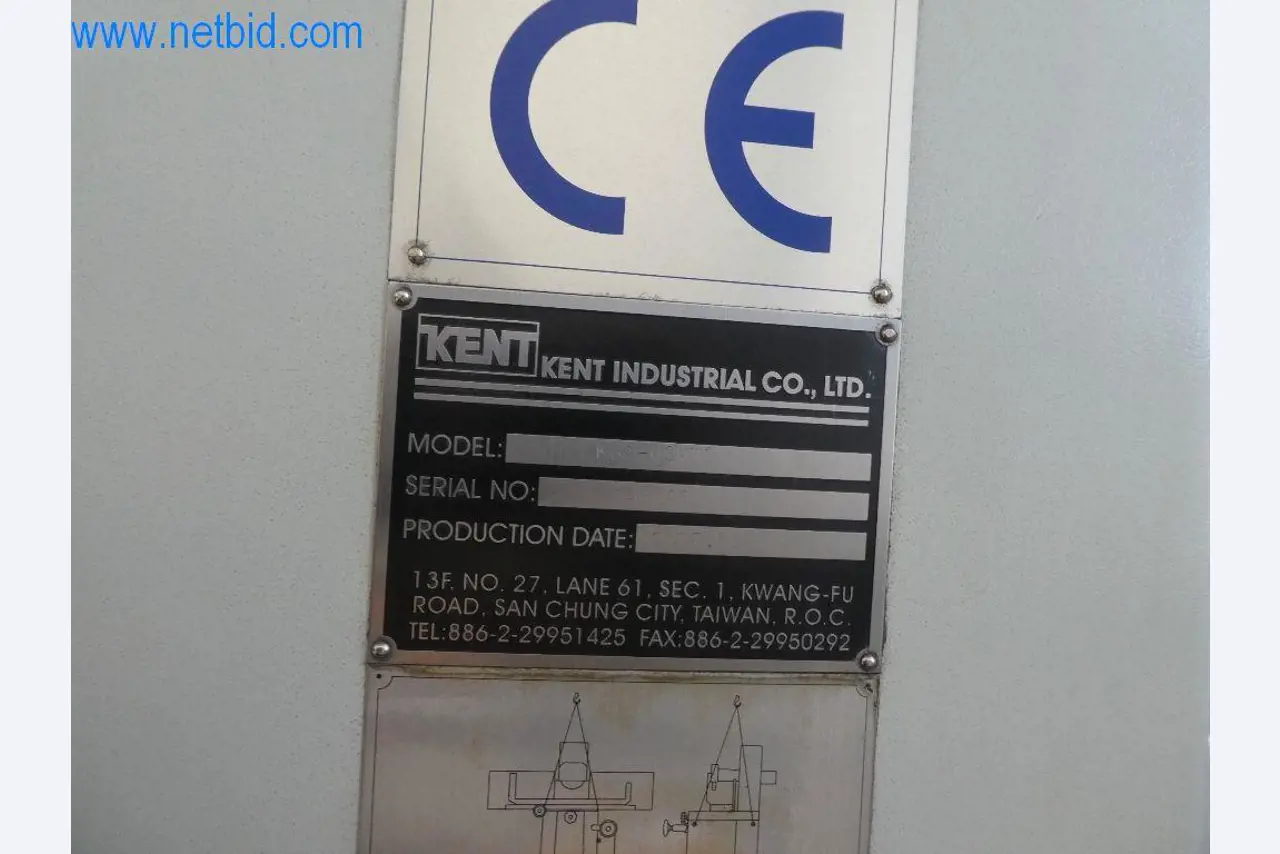 www.netbid.com
CE
KENT
KENT INDUSTRIAL CO., LTD.
MODEL:
SERIAL NO:
PRODUCTION DATE:
13F. NO. 27, LANE 61, SEC. 1, KWANG-FU
ROAD, SAN CHUNG CITY, TAIWAN, R.O.C.
TEL:886-2-29951425 FAX:886-2-29950292